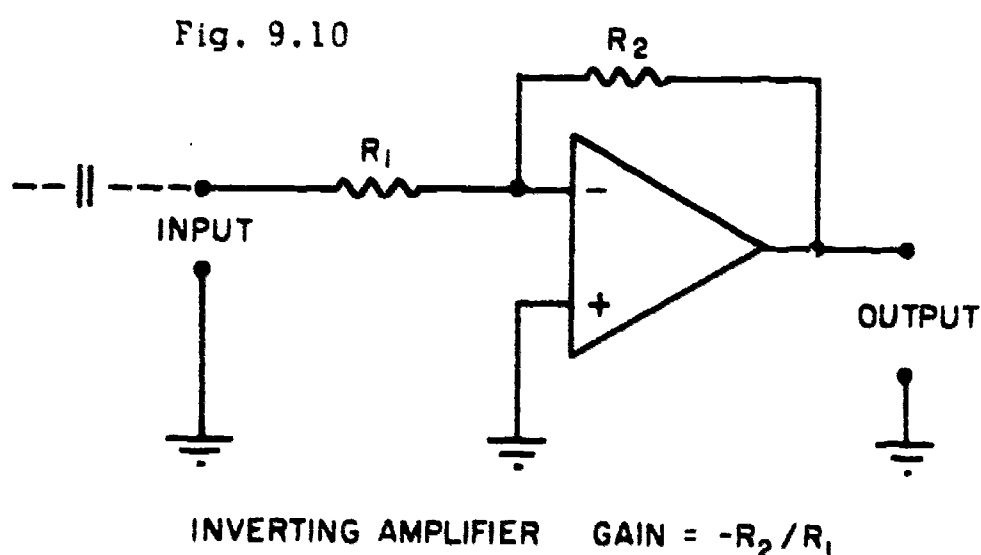 Fig. 9.10
R₂
R₁
INPUT
-
+
OUTPUT
INVERTING AMPLIFIER GAIN = -R₂/R₁